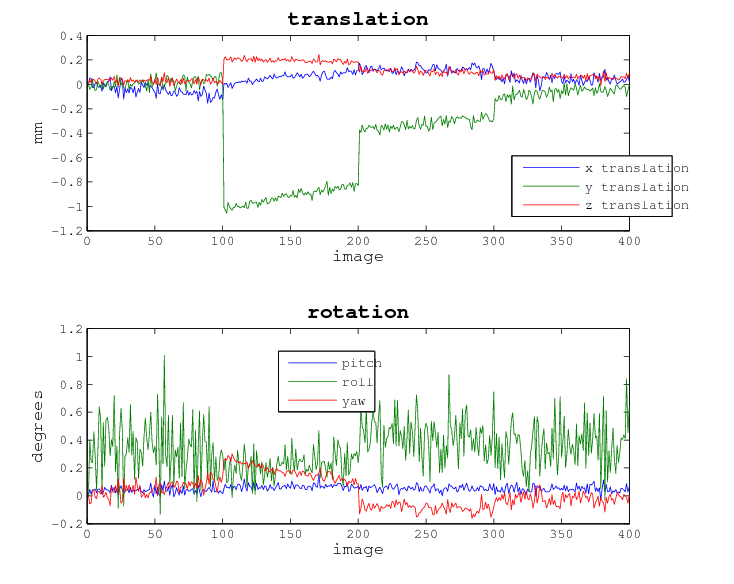 translation
0.4
0.2
0
−0.2
−0.4
−0.6
−0.8
−1
−1.2
mm
x translation
y translation
z translation
0 50 100 150 200 250 300 350 400
image
rotation
1.2
1
0.8
0.6
0.4
0.2
0
−0.2
degrees
pitch
roll
yaw
0 50 100 150 200 250 300 350 400
image